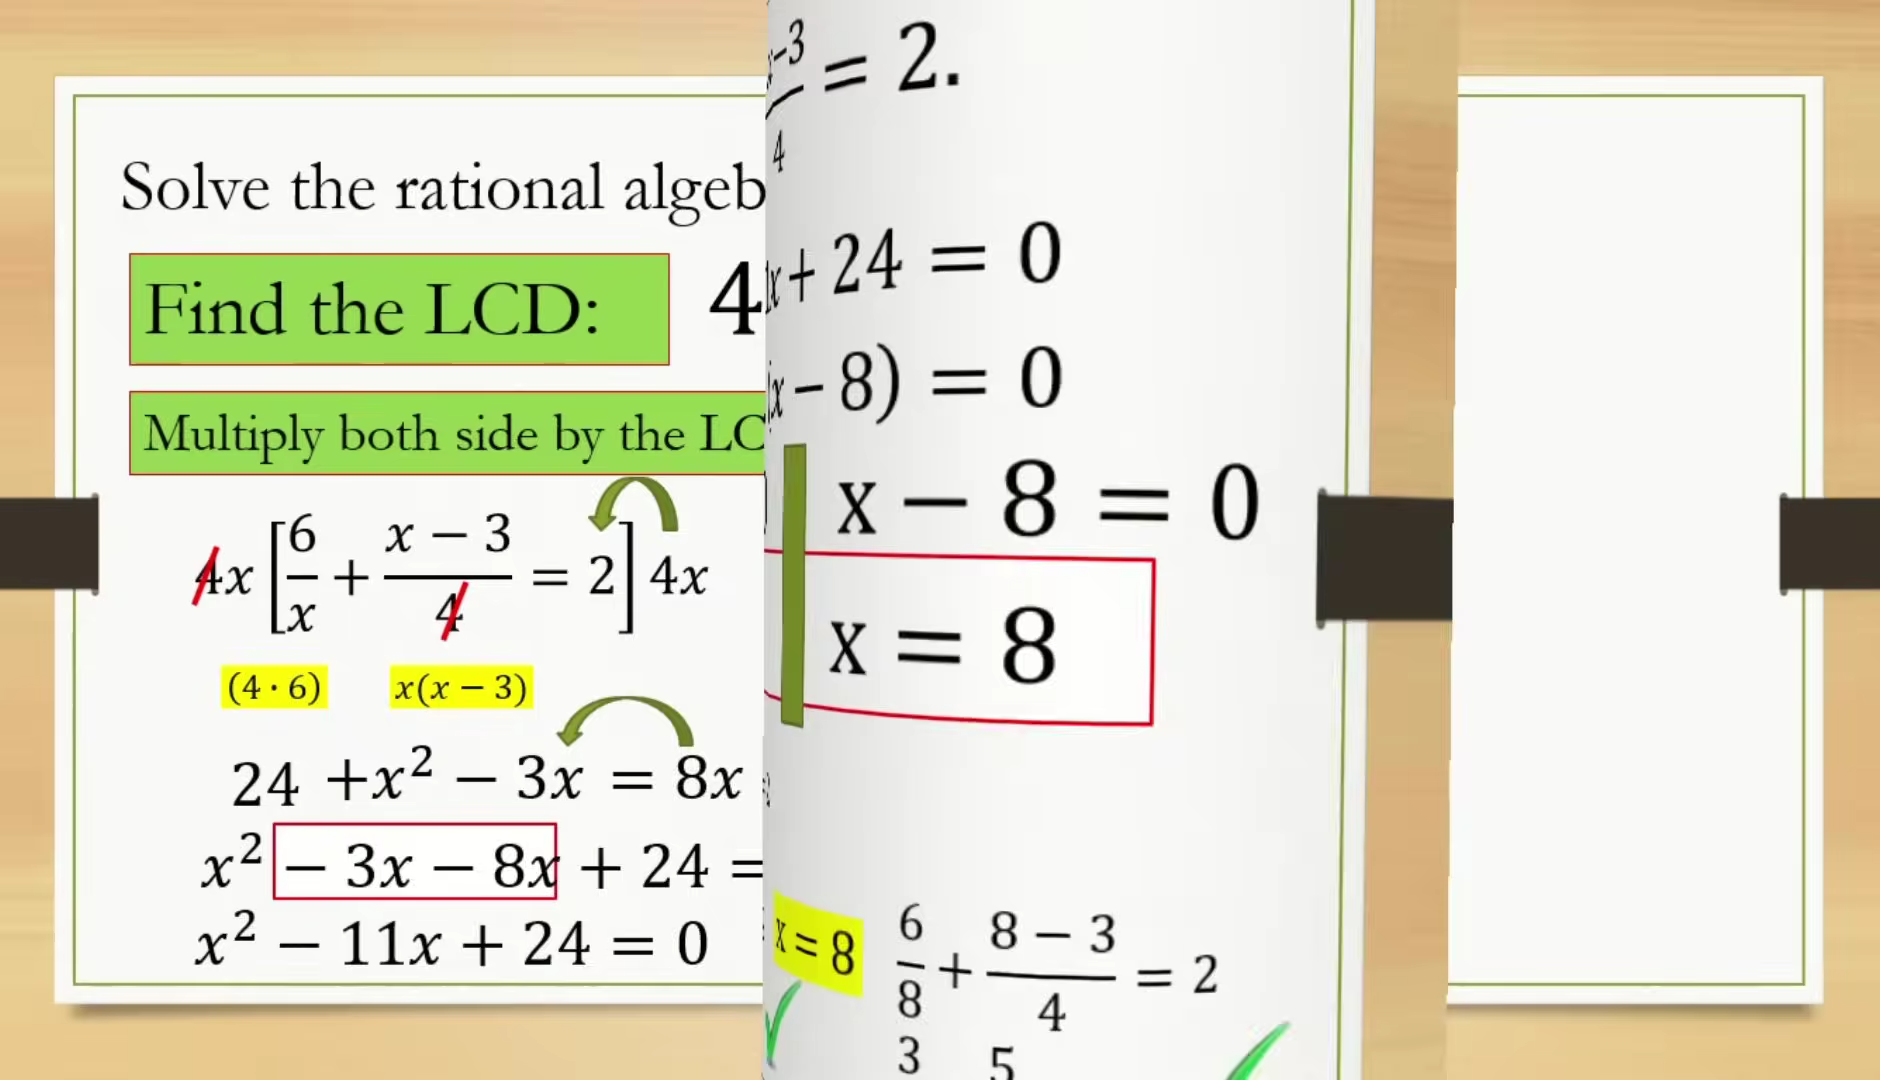 Solve the rational algeb
Find the LCD: 4
Multiply both side by the LC
4x [6/x + (x − 3)/4 = 2] 4x
(4 · 6) x(x − 3)
24 +x² − 3x = 8x
x² − 3x − 8x + 24 =
x² − 11x + 24 = 0
−3/4 = 2.
x + 24 = 0
x − 8) = 0
x − 8 = 0
x = 8
x = 8 6/8 + (8 − 3)/4 = 2
3 5